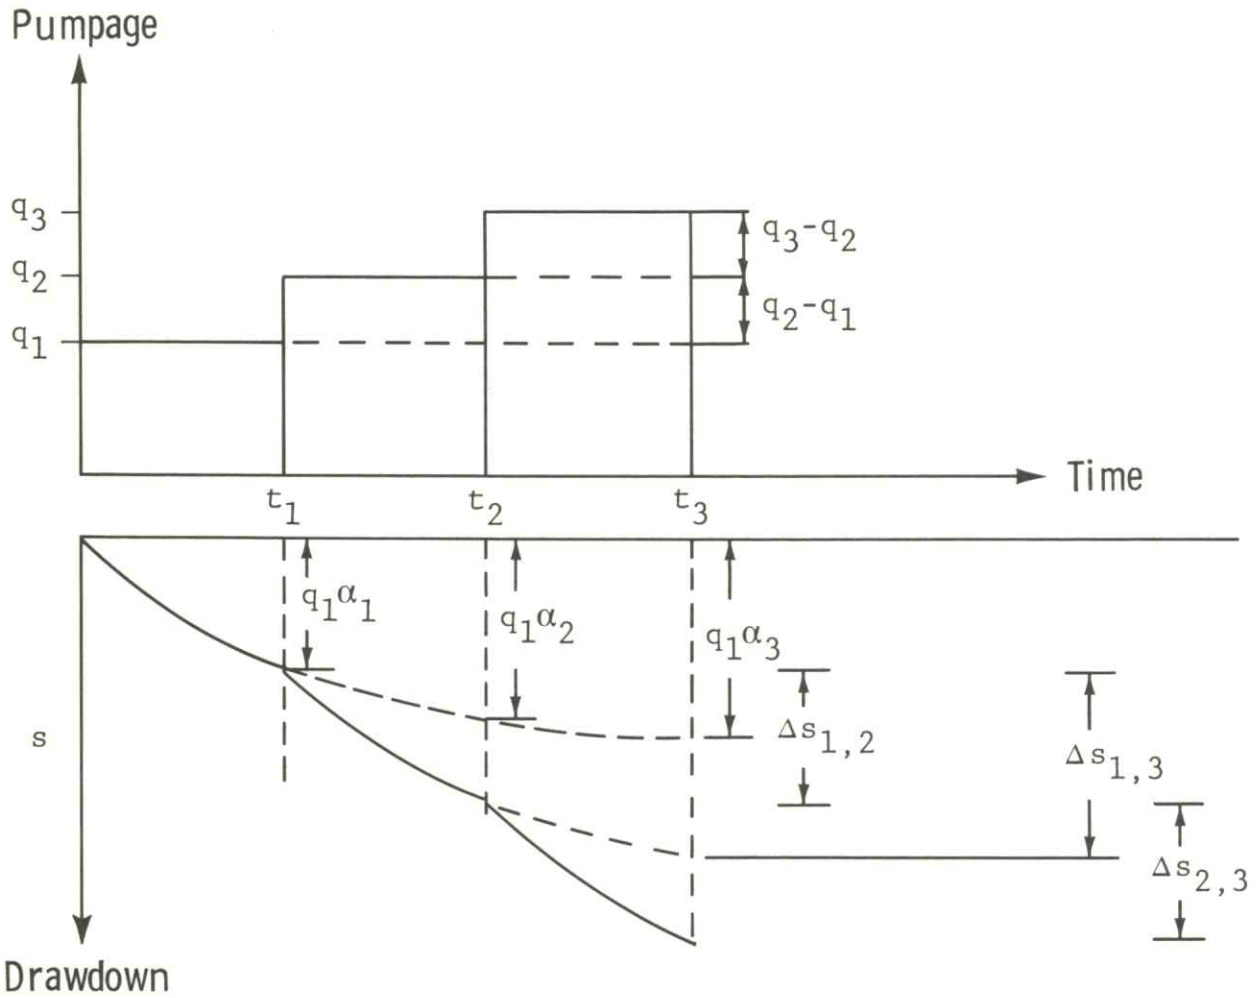 Pumpage
q₃
q₃-q₂
q₂
q₂-q₁
q₁
Time
t₁ t₂ t₃
q₁α₁
q₁α₂
q₁α₃
s
Δs₁,₂
Δs₁,₃
Δs₂,₃
Drawdown